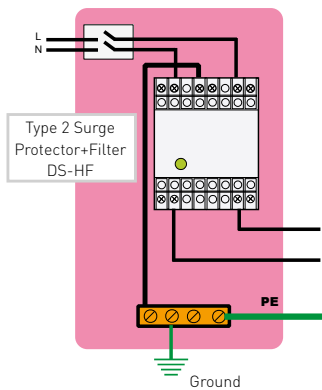 L
N
Type 2 Surge
Protector+Filter
DS-HF
PE
Ground